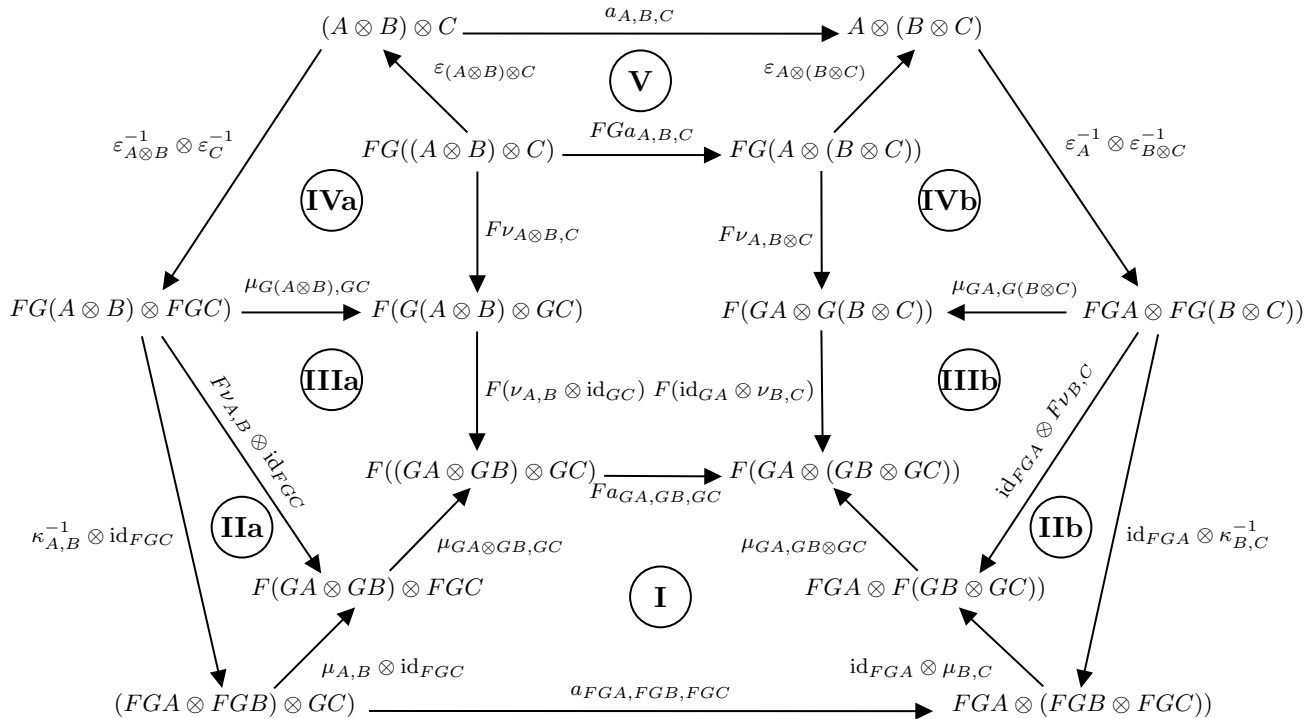 a_{A,B,C}
(A ⊗ B) ⊗ C    A ⊗ (B ⊗ C)
ε_{(A⊗B)⊗C}    V    ε_{A⊗(B⊗C)}
ε^{-1}_{A⊗B} ⊗ ε^{-1}_C    FGa_{A,B,C}    ε^{-1}_A ⊗ ε^{-1}_{B⊗C}
FG((A ⊗ B) ⊗ C)    FG(A ⊗ (B ⊗ C))
IVa    IVb
Fν_{A⊗B,C}    Fν_{A,B⊗C}
μ_{G(A⊗B),GC}    μ_{GA,G(B⊗C)}
FG(A ⊗ B) ⊗ FGC)    F(G(A ⊗ B) ⊗ GC)    F(GA ⊗ G(B ⊗ C))    FGA ⊗ FG(B ⊗ C))
IIIa    IIIb
Fν_{A,B} ⊗ id_{FGC}    F(ν_{A,B} ⊗ id_{GC})    F(id_{GA} ⊗ ν_{B,C})    id_{FGA} ⊗ Fν_{B,C}
F((GA ⊗ GB) ⊗ GC)    F(GA ⊗ (GB ⊗ GC))
Fa_{GA,GB,GC}
κ^{-1}_{A,B} ⊗ id_{FGC}    IIa    IIb    id_{FGA} ⊗ κ^{-1}_{B,C}
μ_{GA⊗GB,GC}    μ_{GA,GB⊗GC}
F(GA ⊗ GB) ⊗ FGC    I    FGA ⊗ F(GB ⊗ GC))
μ_{A,B} ⊗ id_{FGC}    id_{FGA} ⊗ μ_{B,C}
a_{FGA,FGB,FGC}
(FGA ⊗ FGB) ⊗ GC)    FGA ⊗ (FGB ⊗ FGC))